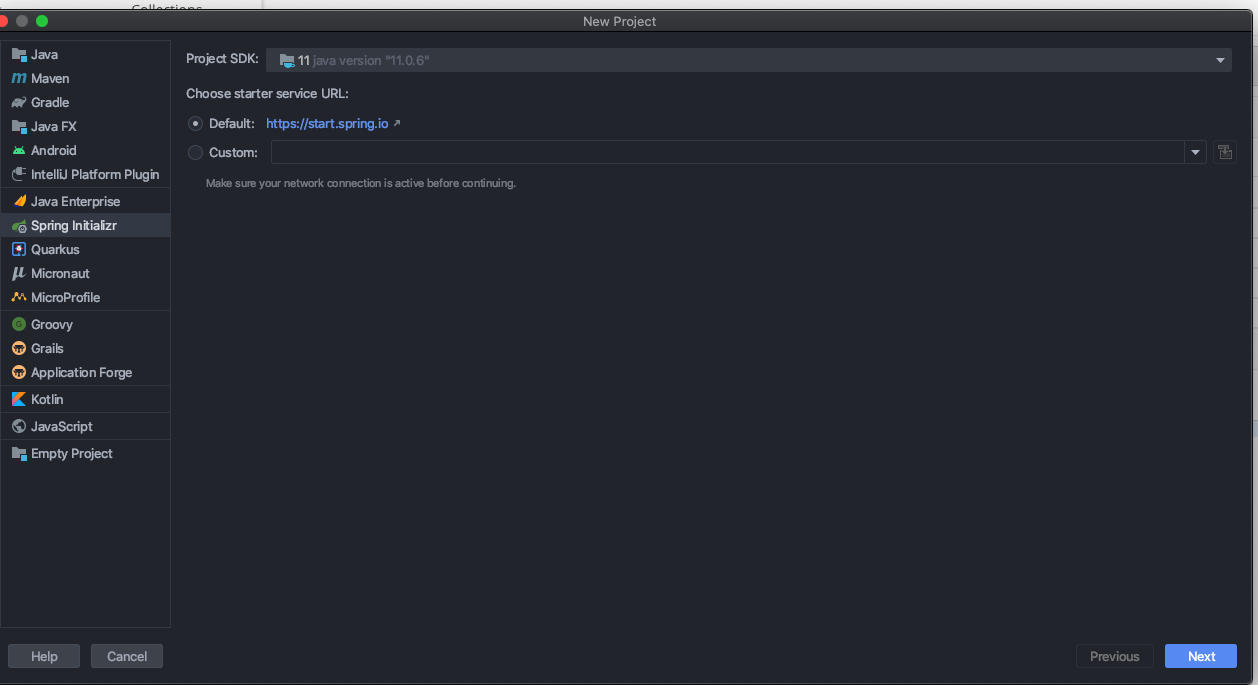 Collections
New Project
Java
Maven
Gradle
Java FX
Android
IntelliJ Platform Plugin
Java Enterprise
Spring Initializr
Quarkus
Micronaut
MicroProfile
Groovy
Grails
Application Forge
Kotlin
JavaScript
Empty Project
Project SDK: 11 java version "11.0.6"
Choose starter service URL:
Default: https://start.spring.io
Custom:
Make sure your network connection is active before continuing.
Help Cancel Previous Next